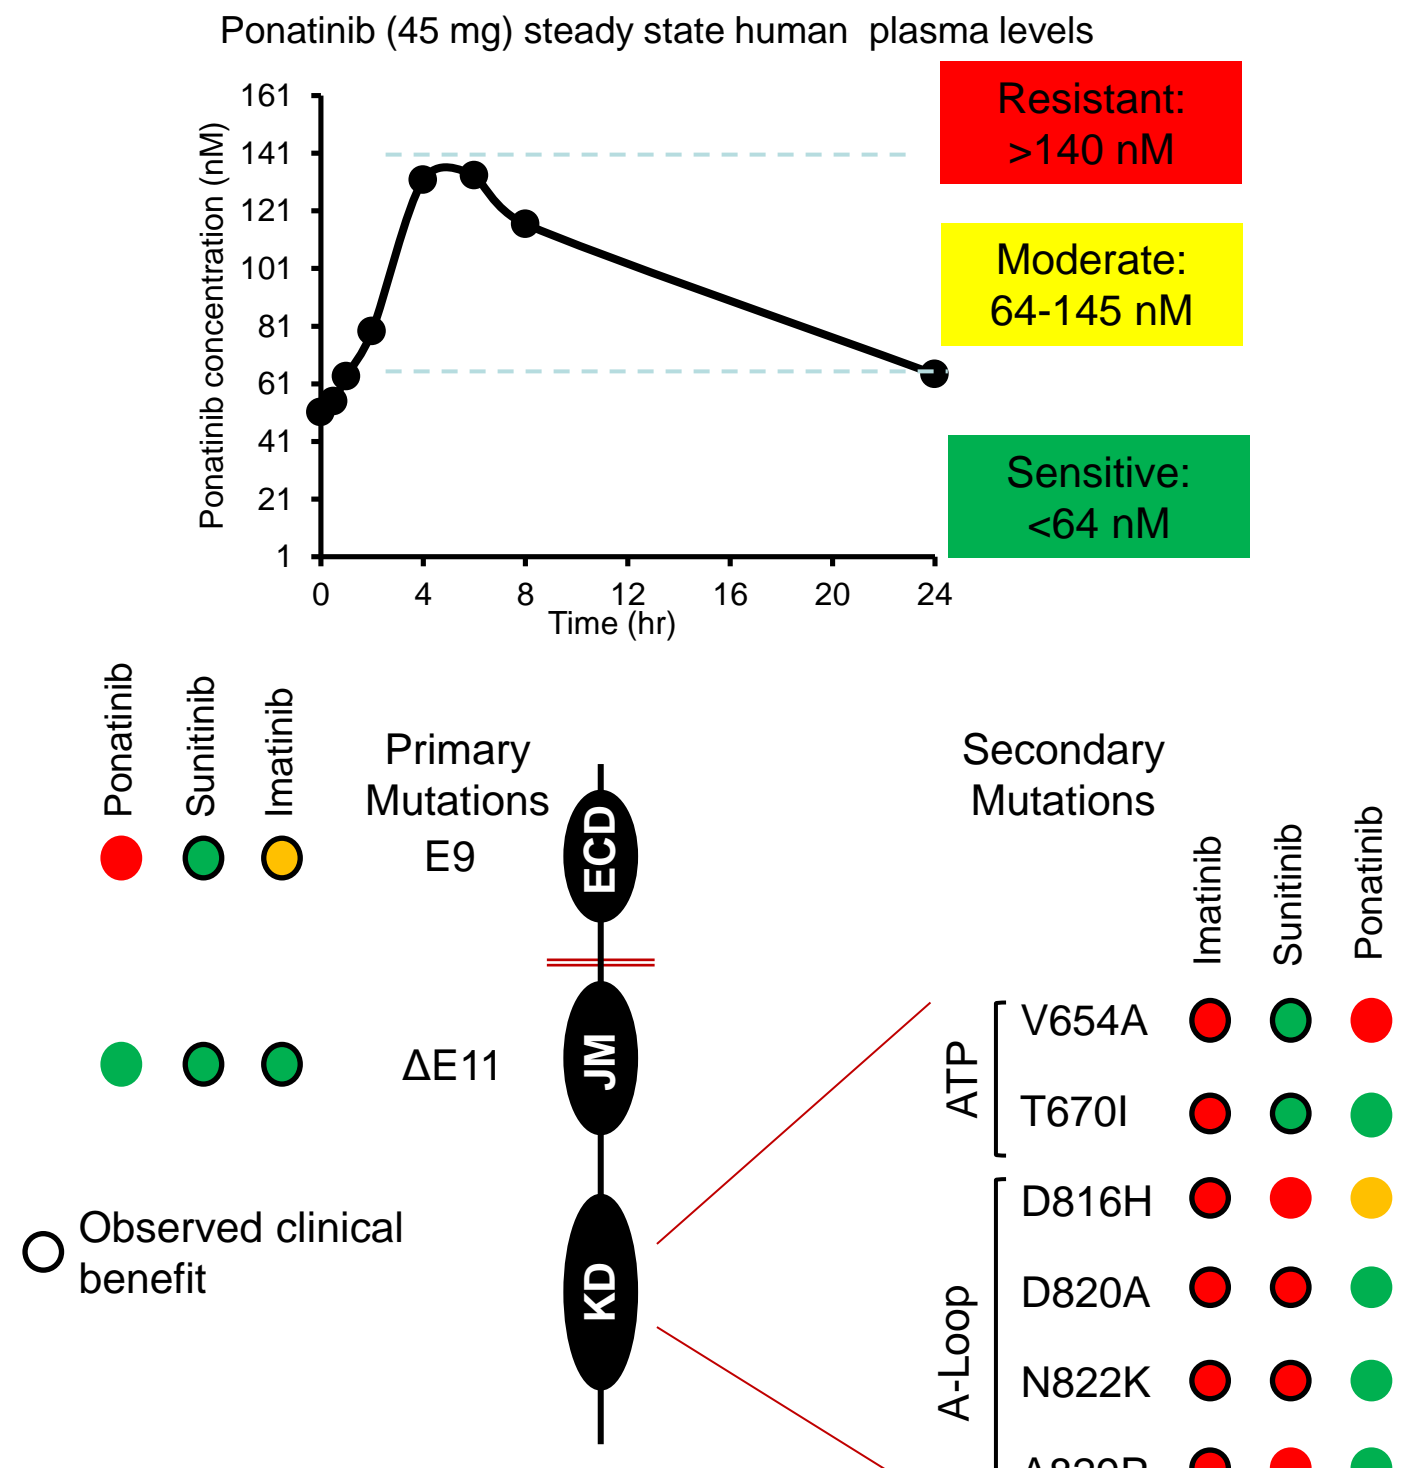 Ponatinib (45 mg) steady state human plasma levels
Ponatinib concentration (nM)
161
141
121
101
81
61
41
21
1
0 4 8 12 16 20 24
Time (hr)
Resistant:
>140 nM
Moderate:
64-145 nM
Sensitive:
<64 nM
Ponatinib
Sunitinib
Imatinib
Primary
Mutations
E9
ΔE11
Observed clinical
benefit
ECD
JM
KD
Secondary
Mutations
Imatinib
Sunitinib
Ponatinib
ATP
V654A
T670I
A-Loop
D816H
D820A
N822K